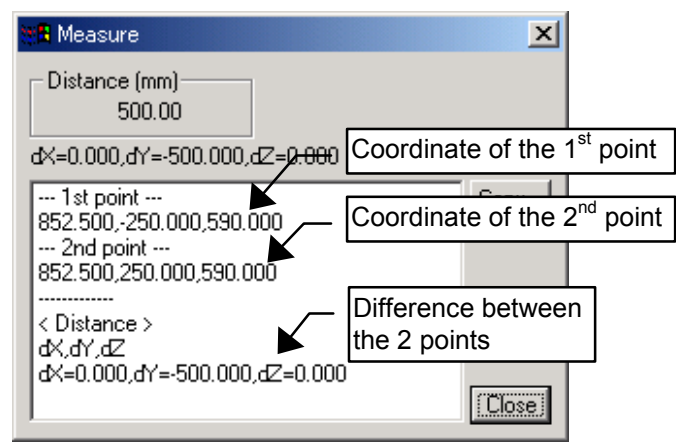 Measure
Distance (mm)
500.00
dX=0.000,dY=-500.000,dZ=0.000
Coordinate of the 1st point
--- 1st point ---
852.500,-250.000,590.000
Coordinate of the 2nd point
--- 2nd point ---
852.500,250.000,590.000
-------------
Difference between
the 2 points
< Distance >
dX,dY,dZ
dX=0.000,dY=-500.000,dZ=0.000
Close